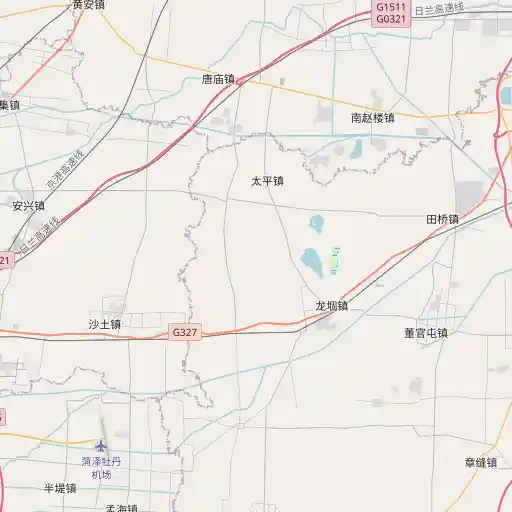 黄安镇
G1511
G0321
日兰高速线
唐庙镇
集镇
南赵楼镇
京港高速线
太平镇
安兴镇
田桥镇
日兰高速线
21
龙堌镇
沙土镇
G327
董官屯镇
菏泽牡丹
机场
章缝镇
半堤镇
孟海镇